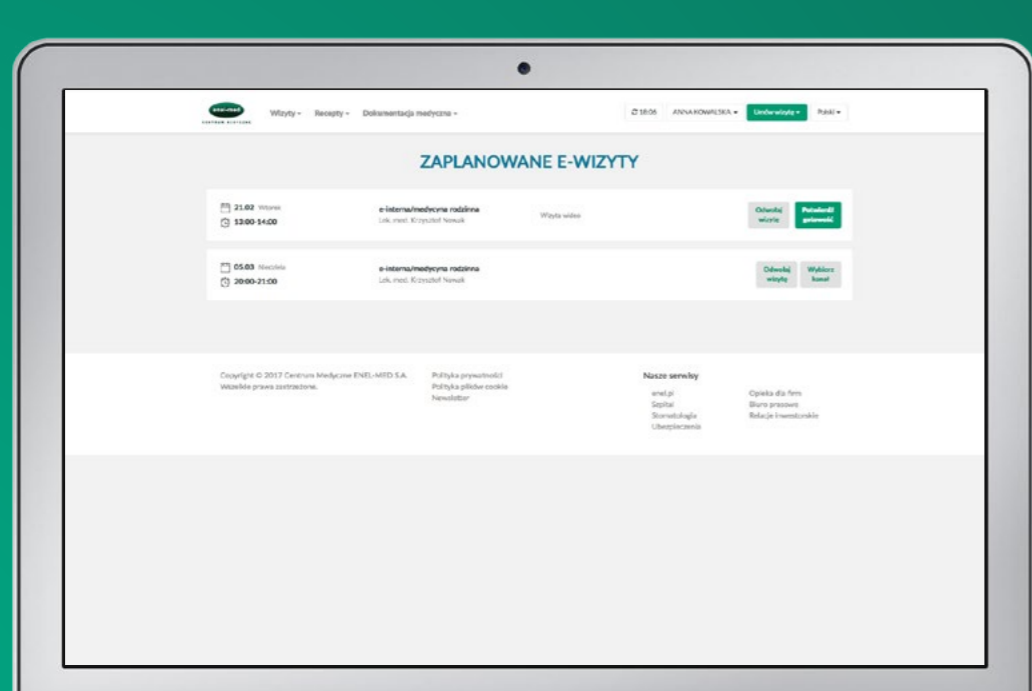 enel-med
CENTRUM MEDYCZNE
Wizyty
Recepty
Dokumentacja medyczna
18:06
ANNA KOWALSKA
Umów wizytę
Polski
ZAPLANOWANE E-WIZYTY
21.02 Wtorek
13:00-14:00
e-interna/medycyna rodzinna
Lek. med. Krzysztof Nowak
Wizyta wideo
Odwołaj
Potwierdź
gotowość
05.03 Niedziela
20:00-21:00
e-interna/medycyna rodzinna
Lek. med. Krzysztof Nowak
Odwołaj
wizytę
Wybierz
kanał
Copyright © 2017 Centrum Medyczne ENEL-MED S.A.
Wszelkie prawa zastrzeżone.
Polityka prywatności
Polityka plików cookie
Newsletter
Nasze serwisy
enel.pl
Szpital
Stomatologia
Ubezpieczenia
Opieka dla firm
Biuro prasowe
Relacje inwestorskie